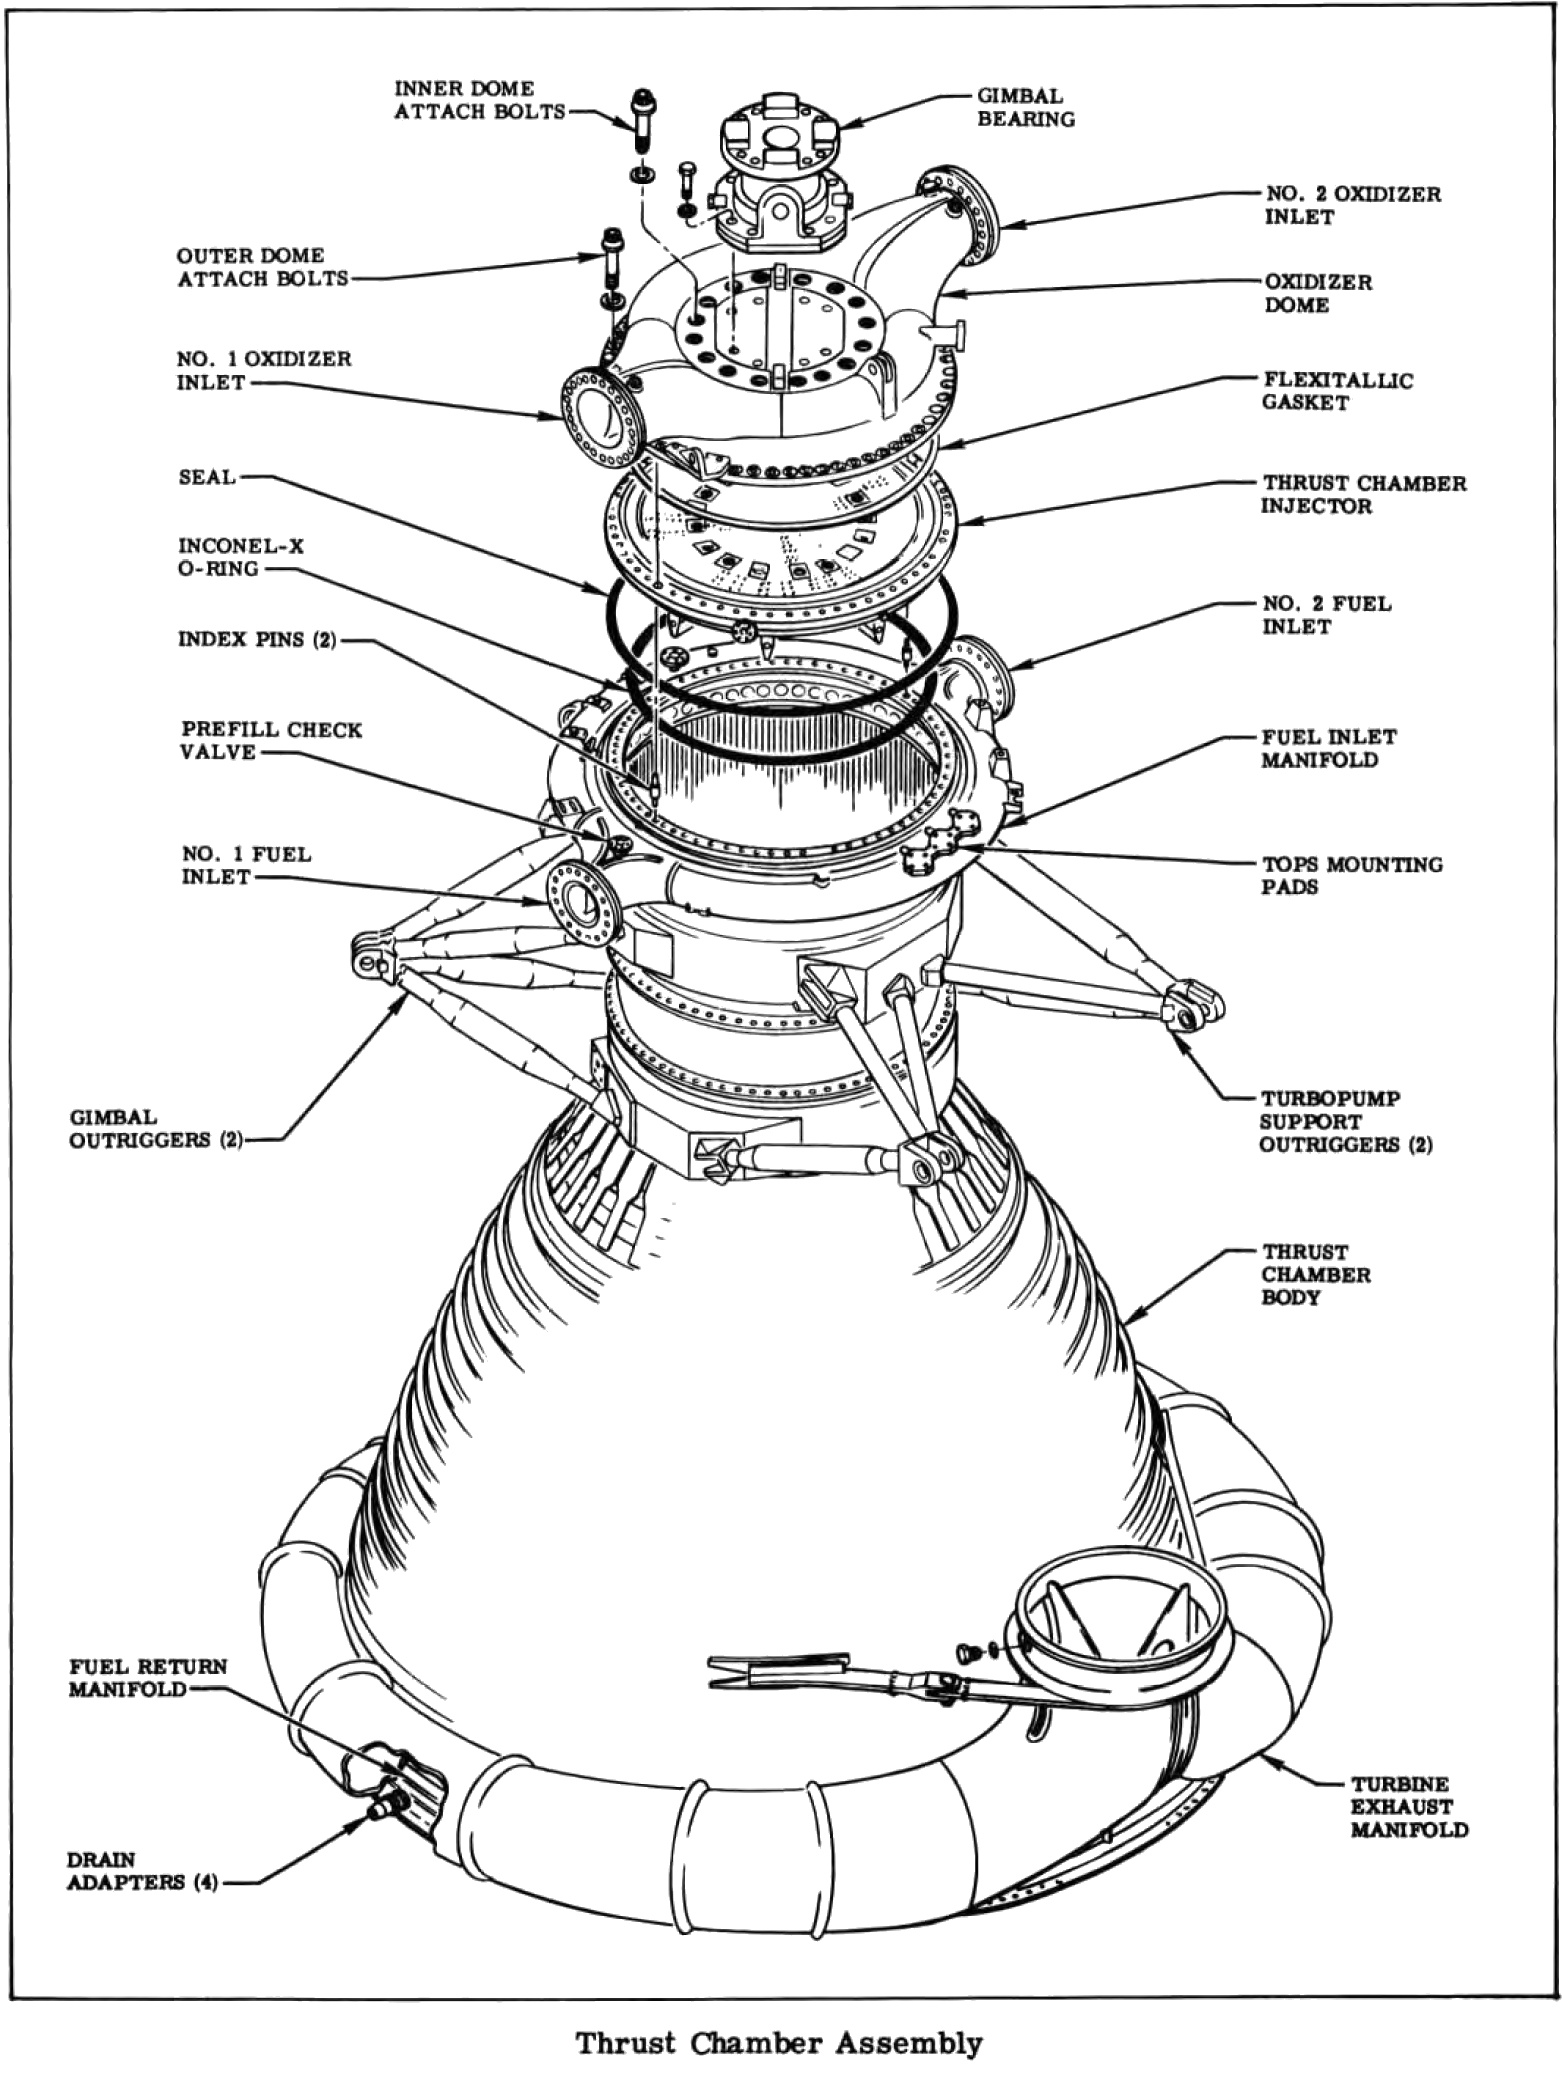 INNER DOME
ATTACH BOLTS
GIMBAL
BEARING
NO. 2 OXIDIZER
INLET
OUTER DOME
ATTACH BOLTS
OXIDIZER
DOME
NO. 1 OXIDIZER
INLET
FLEXITALLIC
GASKET
SEAL
THRUST CHAMBER
INJECTOR
INCONEL-X
O-RING
NO. 2 FUEL
INLET
INDEX PINS (2)
PREFILL CHECK
VALVE
FUEL INLET
MANIFOLD
NO. 1 FUEL
INLET
TOPS MOUNTING
PADS
GIMBAL
OUTRIGGERS (2)
TURBOPUMP
SUPPORT
OUTRIGGERS (2)
THRUST
CHAMBER
BODY
FUEL RETURN
MANIFOLD
TURBINE
EXHAUST
MANIFOLD
DRAIN
ADAPTERS (4)
Thrust Chamber Assembly